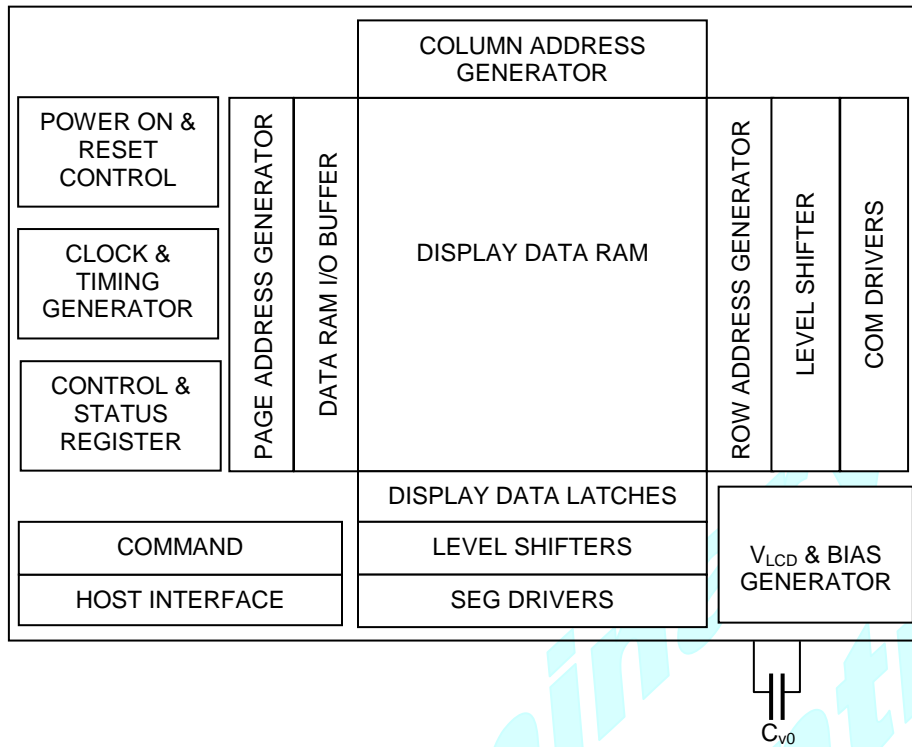 COLUMN ADDRESS
GENERATOR
POWER ON &
RESET
CONTROL
CLOCK &
TIMING
GENERATOR
CONTROL &
STATUS
REGISTER
PAGE ADDRESS GENERATOR
DATA RAM I/O BUFFER
DISPLAY DATA RAM
ROW ADDRESS GENERATOR
LEVEL SHIFTER
COM DRIVERS
DISPLAY DATA LATCHES
COMMAND
HOST INTERFACE
LEVEL SHIFTERS
SEG DRIVERS
VLCD & BIAS
GENERATOR
Cv0